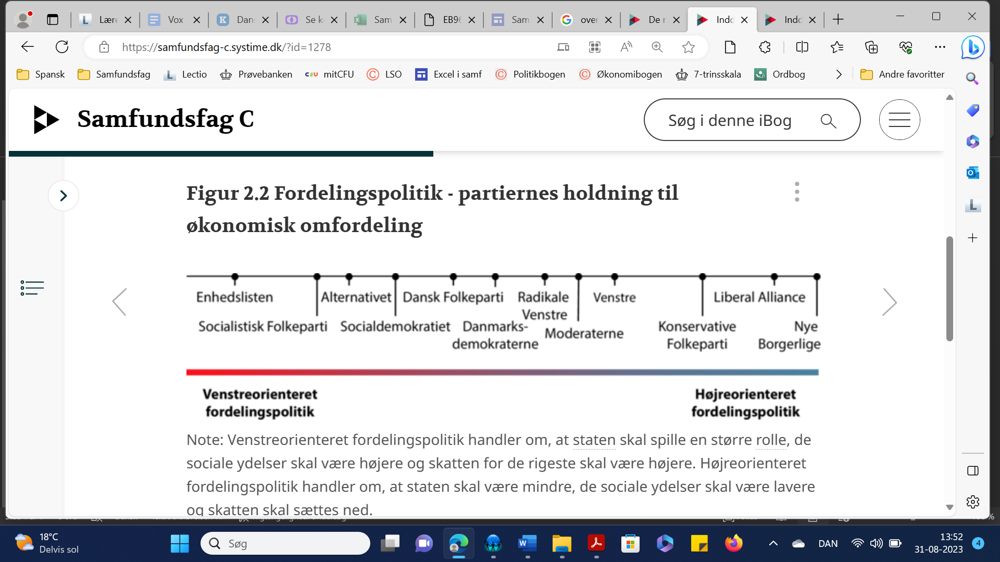 Lære
Vox
Dans
Se ko
Sam
EB96
Sam
over
De r
Indd
Indd
https://samfundsfag-c.systime.dk/?id=1278
Spansk
Samfundsfag
Lectio
Prøvebanken
mitCFU
LSO
Excel i samf
Politikbogen
Økonomibogen
7-trinsskala
Ordbog
Andre favoritter
Samfundsfag C
Søg i denne iBog
Figur 2.2 Fordelingspolitik - partiernes holdning til
økonomisk omfordeling
Enhedslisten
Alternativet
Dansk Folkeparti
Radikale
Venstre
Venstre
Liberal Alliance
Socialistisk Folkeparti
Socialdemokratiet
Danmarks-
demokraterne
Moderaterne
Konservative
Folkeparti
Nye
Borgerlige
Venstreorienteret
fordelingspolitik
Højreorienteret
fordelingspolitik
Note: Venstreorienteret fordelingspolitik handler om, at staten skal spille en større rolle, de
sociale ydelser skal være højere og skatten for de rigeste skal være højere. Højreorienteret
fordelingspolitik handler om, at staten skal være mindre, de sociale ydelser skal være lavere
og skatten skal sættes ned.
18°C
Delvis sol
Søg
DAN
13:52
31-08-2023
4